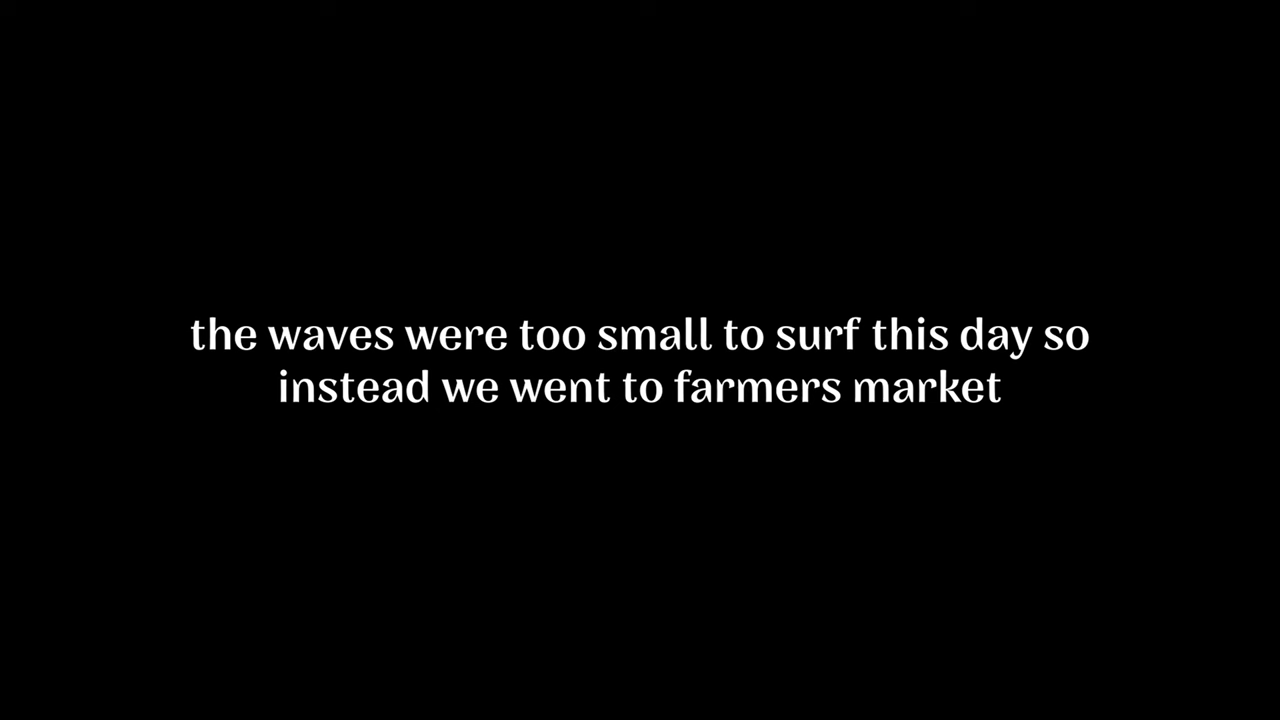 the waves were too small to surf this day so
instead we went to farmers market